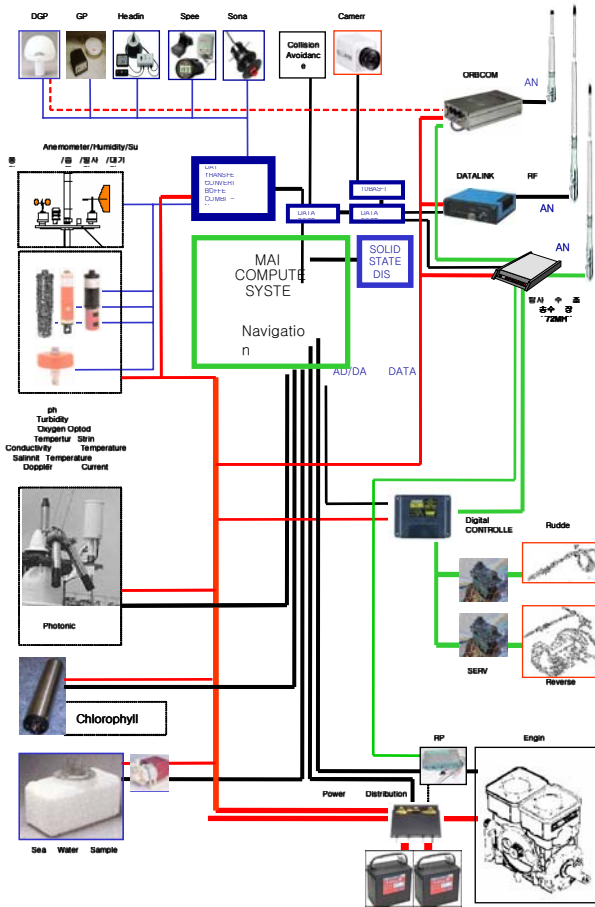 DGP GP Headin Spee Sona Camerr
Collision
Avoidanc
e
ORBCOM
AN
Anemometer/Humidity/Su
TRANSFE
CONVERT
COMBI -
10BAST
DATA
DATA
DATALINK RF
AN
MAI
COMPUTE
SYSTE
Navigatio
n
SOLID
STATE
DIS
AN
72MH
AD/DA DATA
ph
Turbidity
Oxygen Optod
Tempertur Strin
Conductivity Temperature
Salinnit Temperature
Doppler Current
Digital
CONTROLLE
Rudde
Photonic
SERV
Reverse
Chlorophyll
RP
Engin
Power Distribution
Sea Water Sample